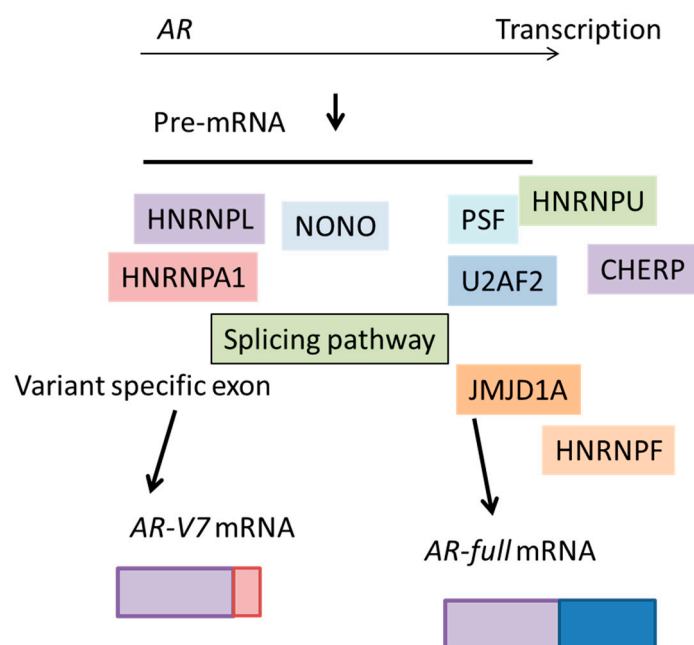 AR
Transcription
Pre-mRNA
HNRNPL
NONO
PSF
HNRNPU
HNRNPA1
U2AF2
CHERP
Splicing pathway
Variant specific exon
JMJD1A
HNRNPF
AR-V7 mRNA
AR-full mRNA